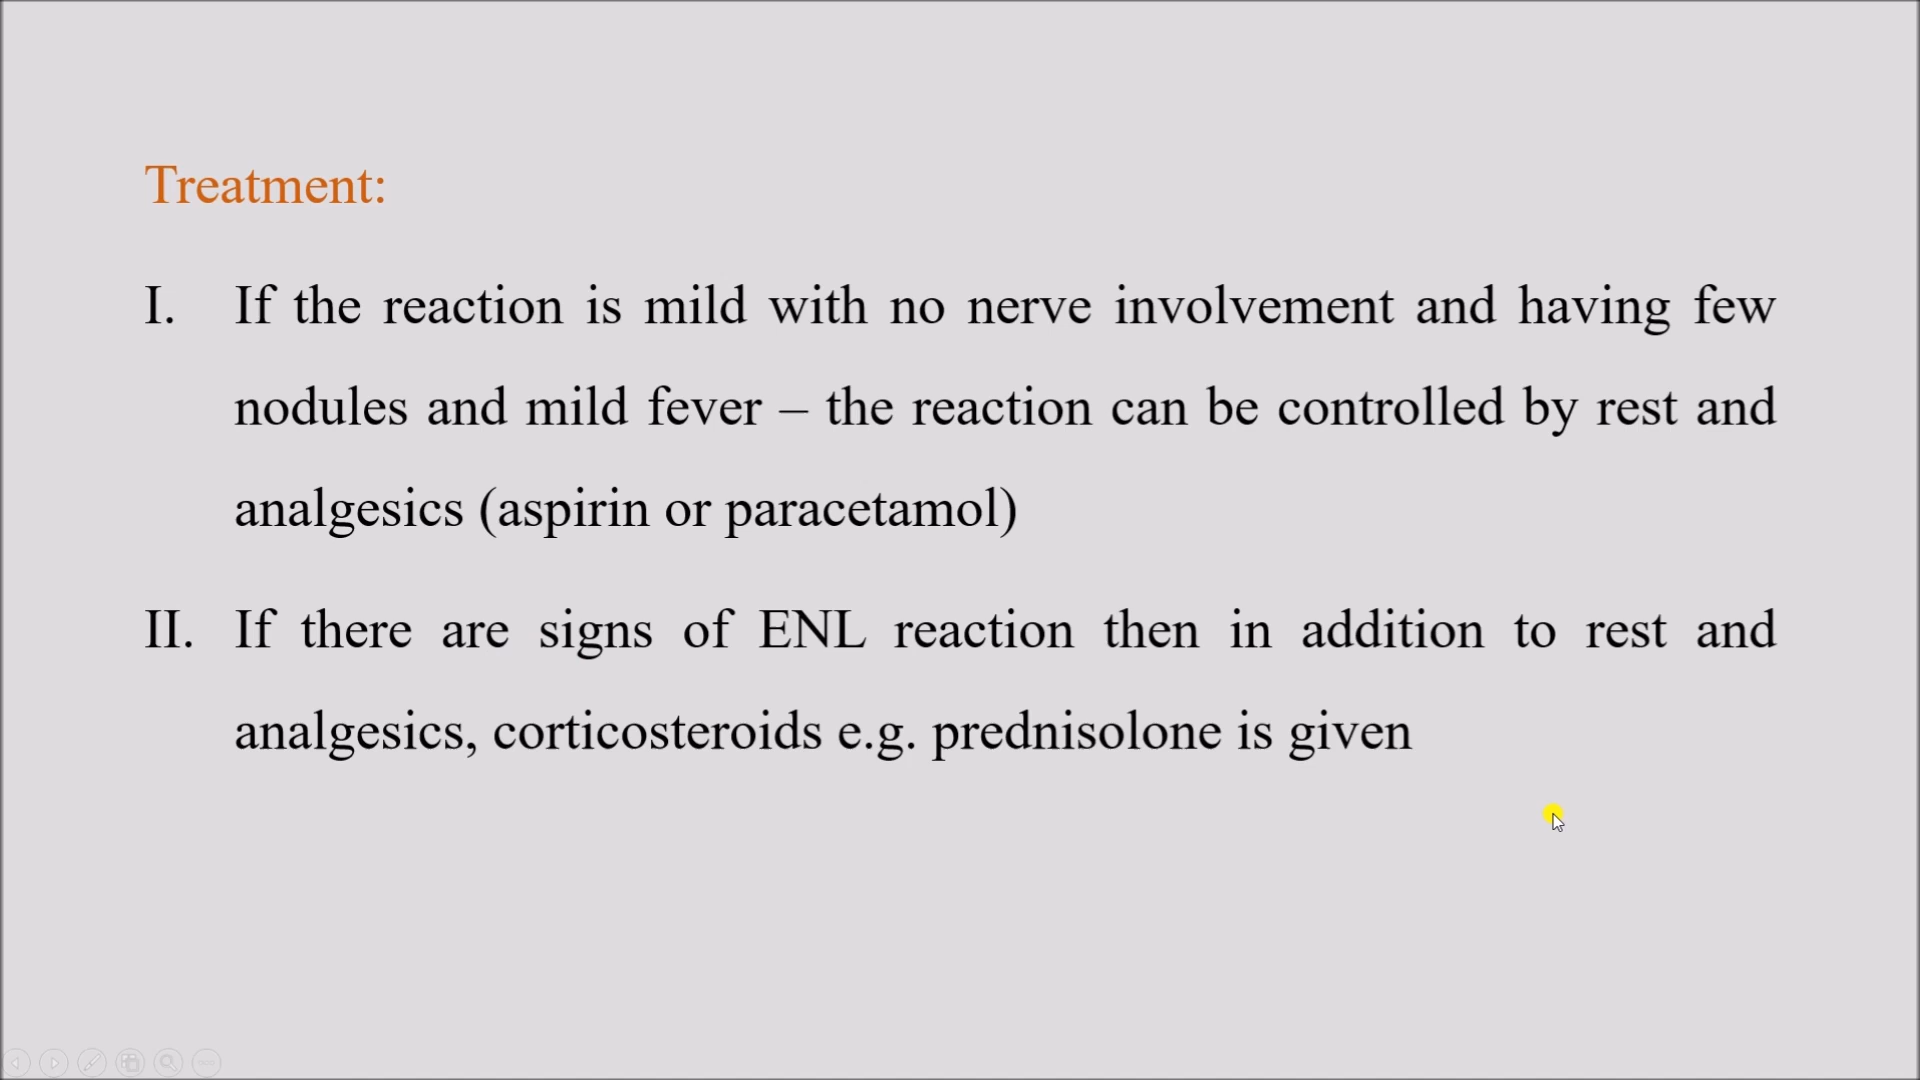 Treatment:
I. If the reaction is mild with no nerve involvement and having few
nodules and mild fever – the reaction can be controlled by rest and
analgesics (aspirin or paracetamol)
II. If there are signs of ENL reaction then in addition to rest and
analgesics, corticosteroids e.g. prednisolone is given